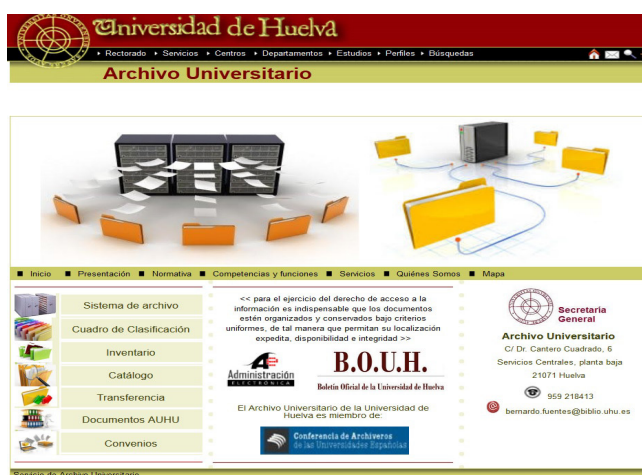 Universidad de Huelva
Rectorado Servicios Centros Departamentos Estudios Perfiles Búsquedas
Archivo Universitario
Inicio Presentación Normativa Competencias y funciones Servicios Quiénes Somos Mapa
Sistema de archivo
Cuadro de Clasificación
Inventario
Catálogo
Transferencia
Documentos AUHU
Convenios
<< para el ejercicio del derecho de acceso a la
información es indispensable que los documentos
estén organizados y conservados bajo criterios
uniformes, de tal manera que permitan su localización
expedita, disponibilidad e integridad >>
Administración
ELECTRÓNICA
B.O.U.H.
Boletín Oficial de la Universidad de Huelva
El Archivo Universitario de la Universidad de
Huelva es miembro de:
Conferencia de Archiveros
de las Universidades Españolas
Secretaria
General
Archivo Universitario
C/ Dr. Cantero Cuadrado, 6
Servicios Centrales, planta baja
21071 Huelva
959 218413
bernardo.fuentes@biblio.uhu.es
Servicio de Archivo Universitario